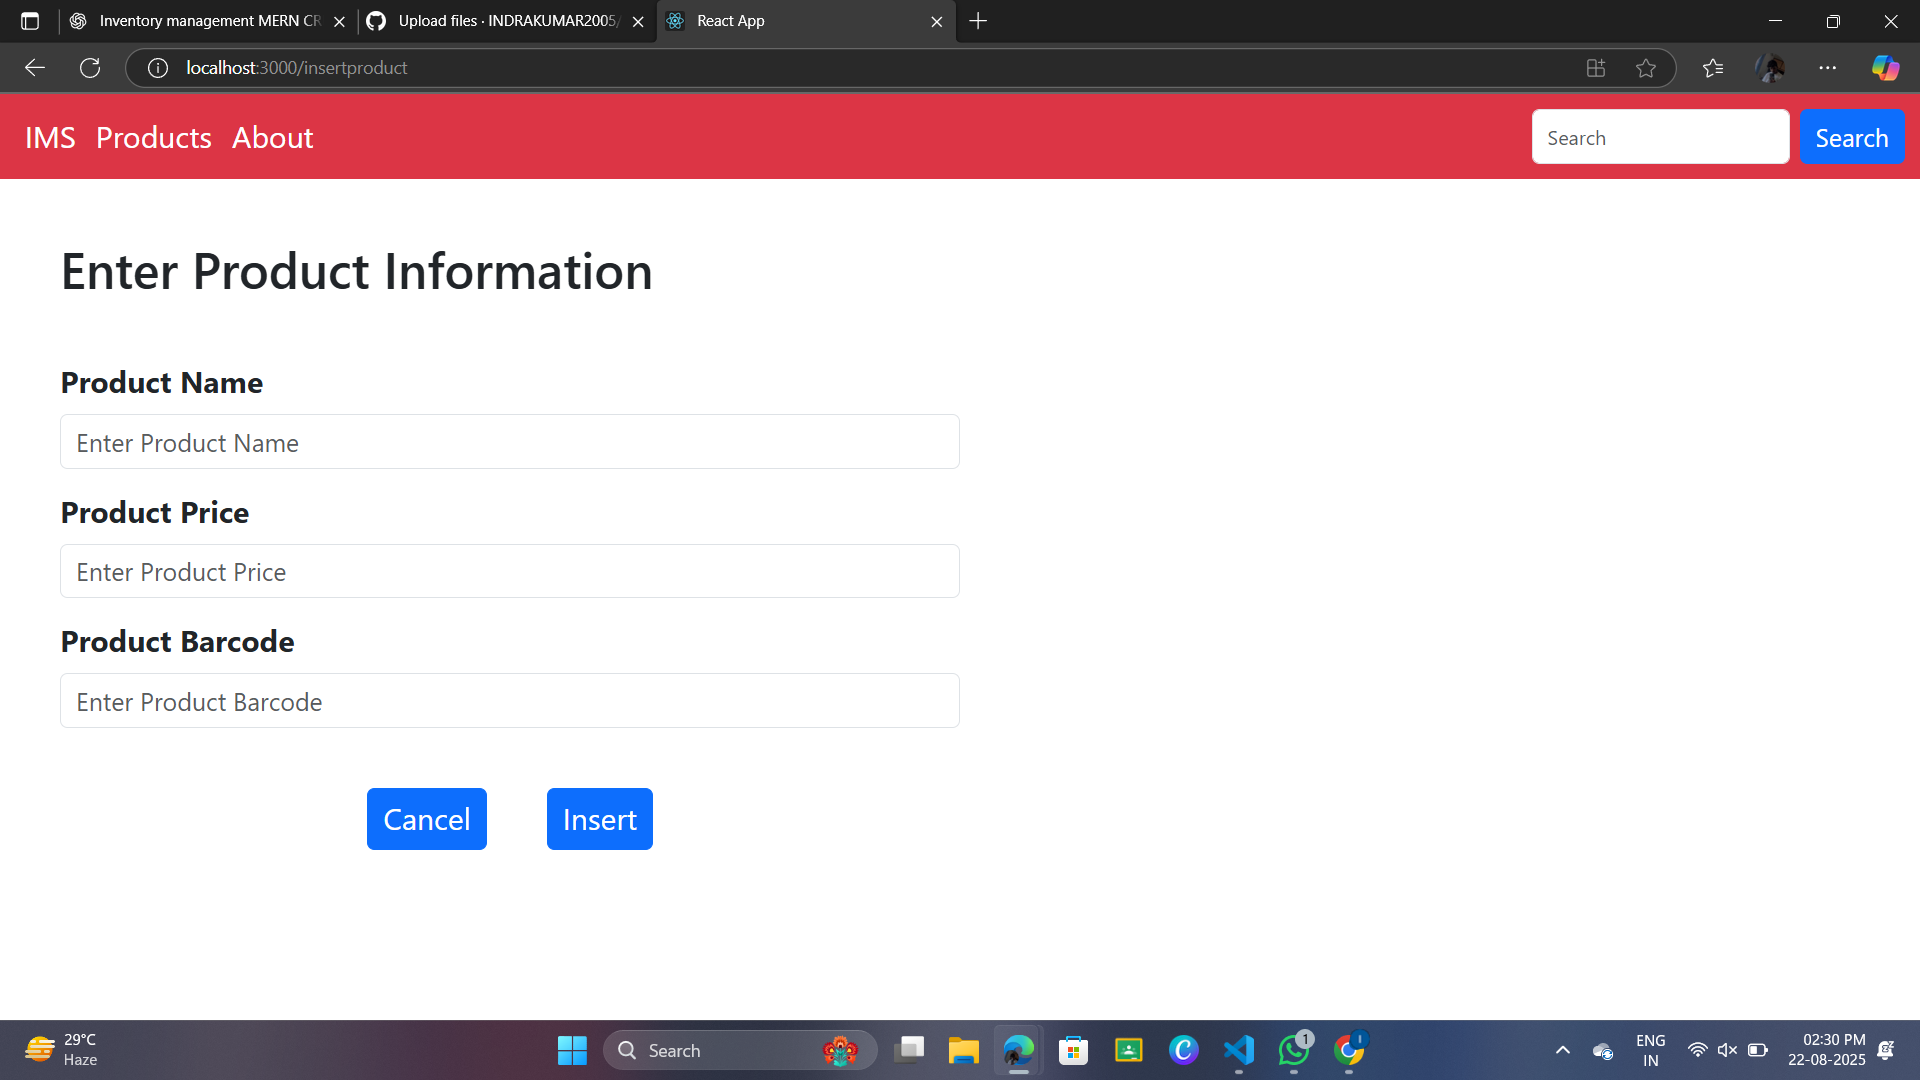 Inventory management MERN CR
Upload files · INDRAKUMAR2005/
React App
localhost:3000/insertproduct
IMS Products About
Search
Search
Enter Product Information
Product Name
Enter Product Name
Product Price
Enter Product Price
Product Barcode
Enter Product Barcode
Cancel
Insert
29°C
Haze
Search
1
ENG
IN
02:30 PM
22-08-2025